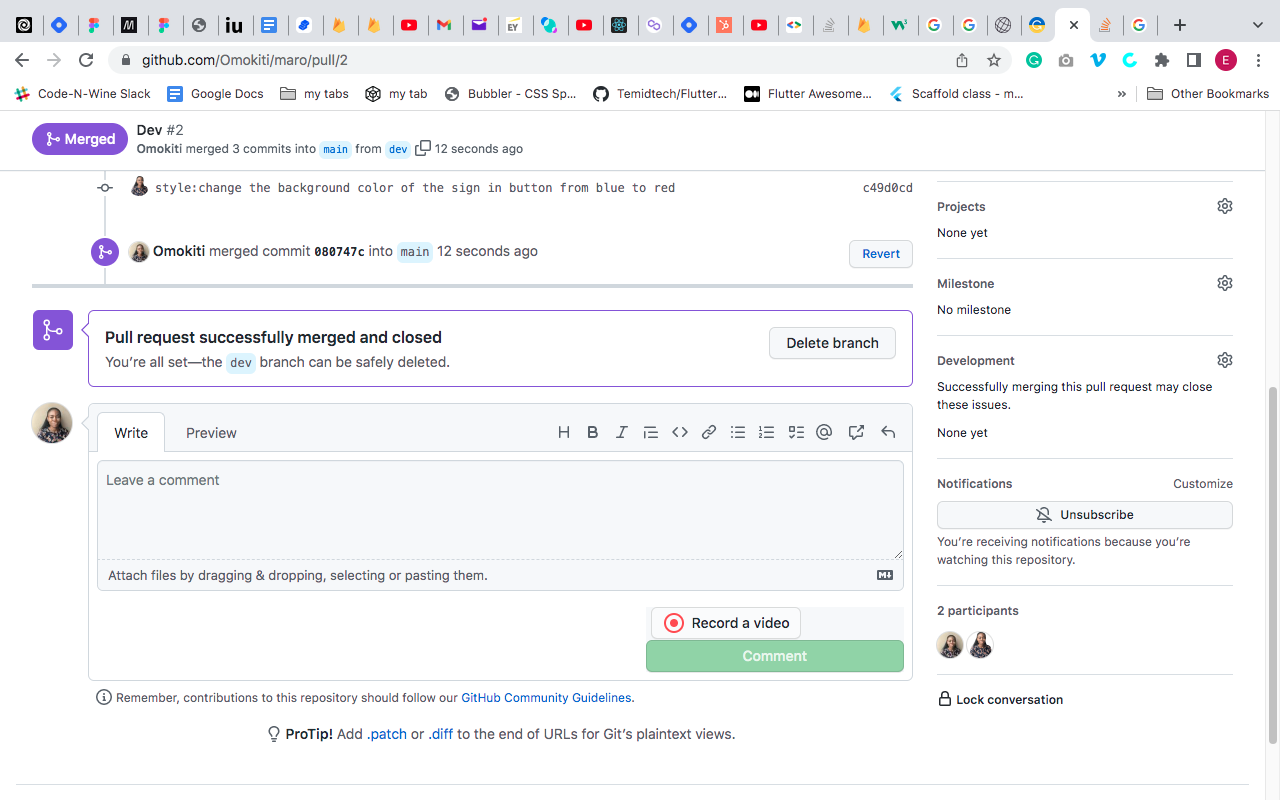 iu
EY
github.com/Omokiti/maro/pull/2
E
Code-N-Wine Slack
Google Docs
my tabs
my tab
Bubbler - CSS Sp...
Temidtech/Flutter...
Flutter Awesome...
Scaffold class - m...
»
Other Bookmarks
Merged
Dev #2
Omokiti merged 3 commits into main from dev 12 seconds ago
style:change the background color of the sign in button from blue to red
c49d0cd
Omokiti merged commit 080747c into main 12 seconds ago
Revert
Pull request successfully merged and closed
You’re all set—the dev branch can be safely deleted.
Delete branch
Write
Preview
Leave a comment
Attach files by dragging & dropping, selecting or pasting them.
Record a video
Comment
Remember, contributions to this repository should follow our GitHub Community Guidelines.
ProTip! Add .patch or .diff to the end of URLs for Git’s plaintext views.
Projects
None yet
Milestone
No milestone
Development
Successfully merging this pull request may close
these issues.
None yet
Notifications
Customize
Unsubscribe
You’re receiving notifications because you’re
watching this repository.
2 participants
Lock conversation